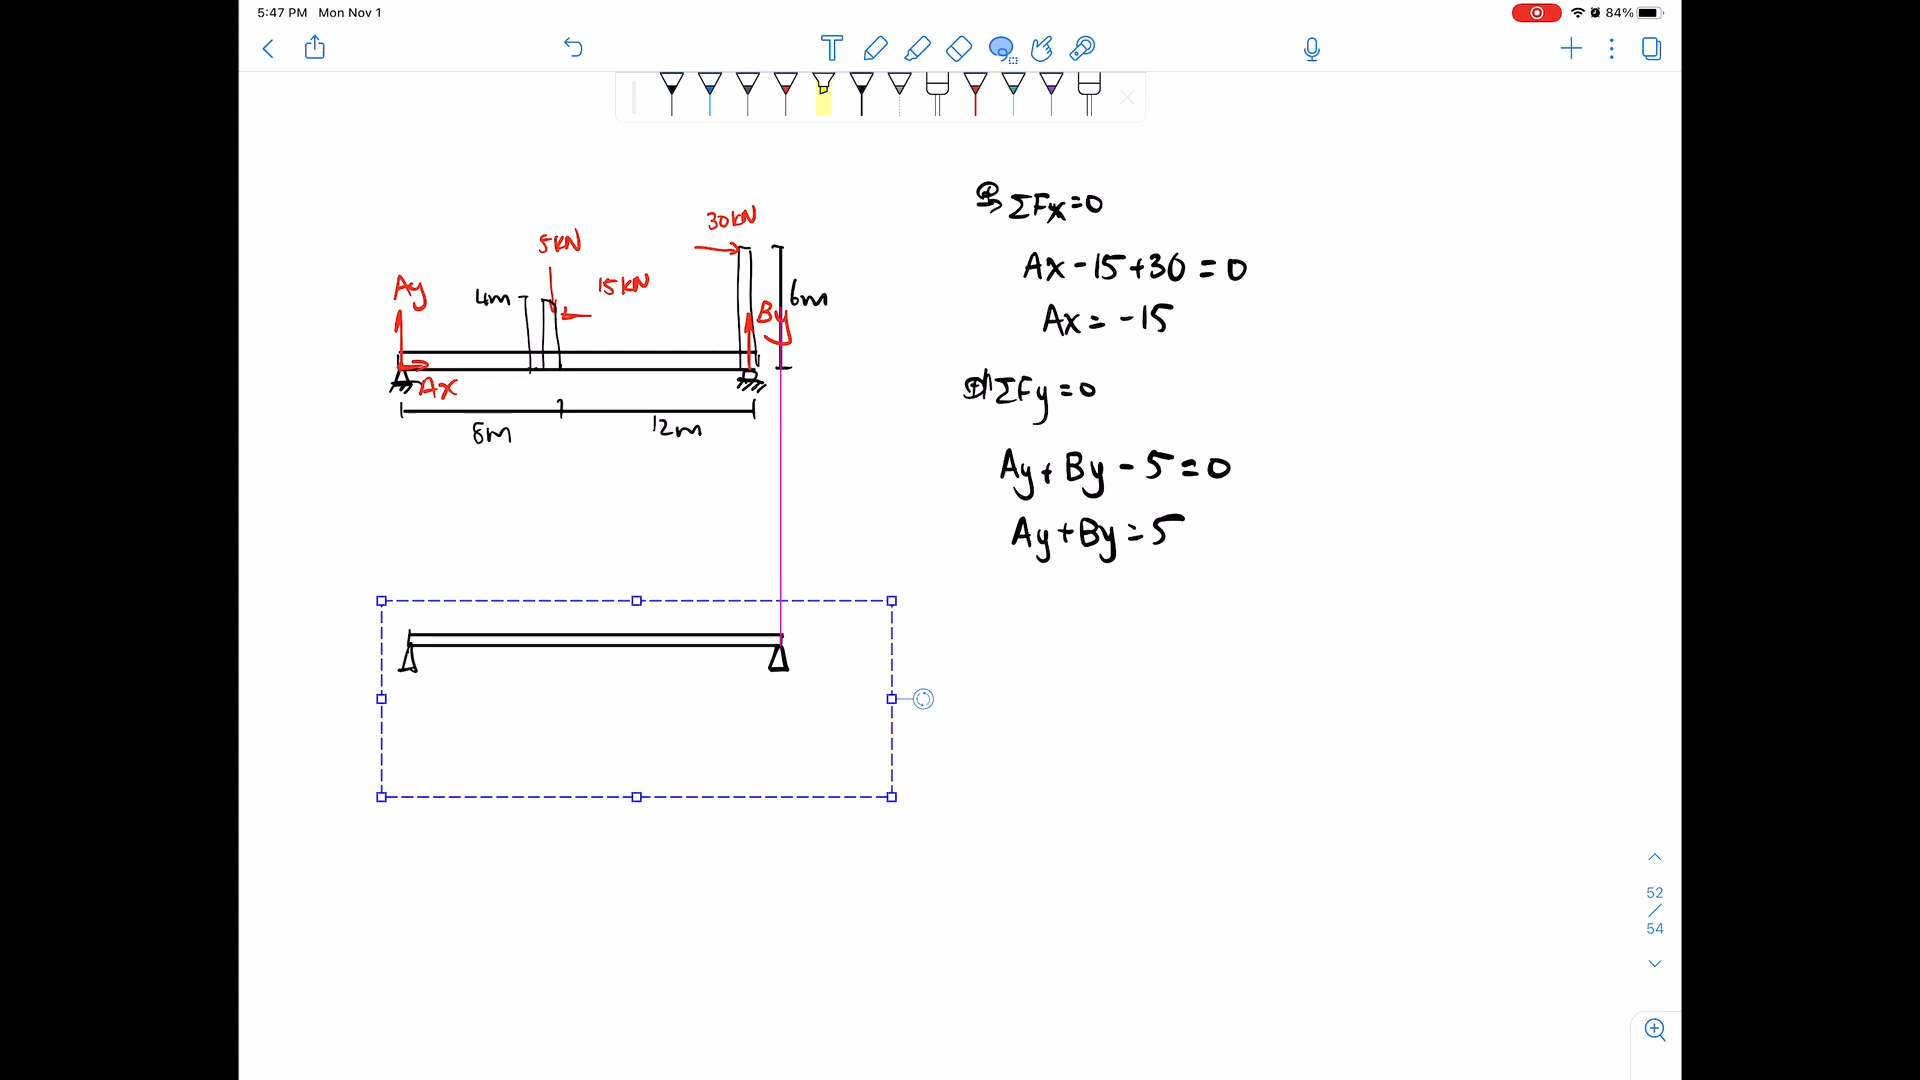 5:47 PM Mon Nov 1
84%
30kN
5kN
15kN
Ay
4m
6m
By
Ax
8m
12m
ΣFx=0
Ax-15+30=0
Ax=-15
ΣFy=0
Ay+By-5=0
Ay+By=5
52
/
54